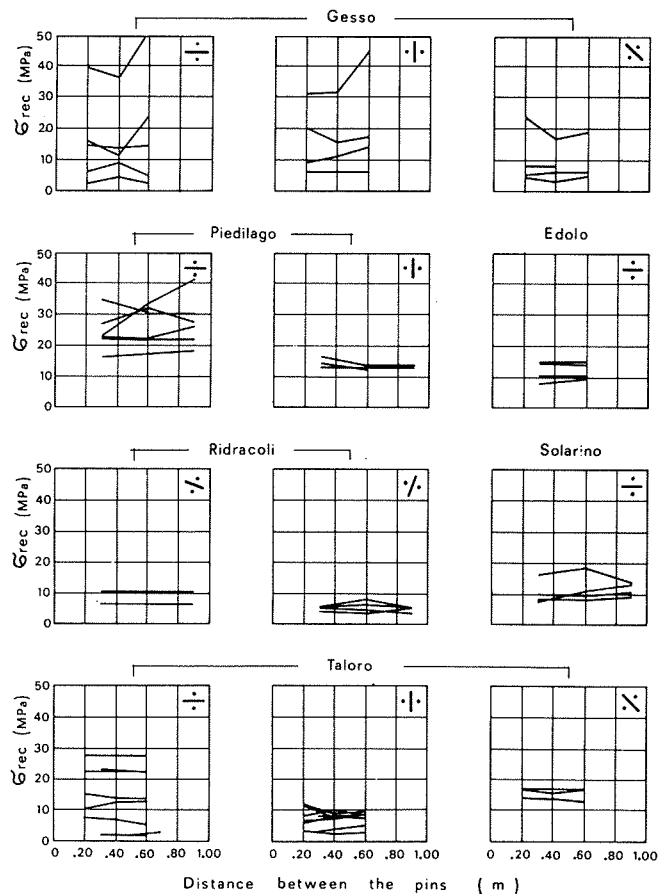 Gesso
σrec (MPa)
50
40
30
20
10
0
Piedilago
Edolo
σrec (MPa)
50
40
30
20
10
0
Ridracoli
Solarino
σrec (MPa)
50
40
30
20
10
0
Taloro
σrec (MPa)
50
40
30
20
10
0
0 .20 .40 .60 .80 1,00 0 .20 .40 .60 .80 1.00 0 .20 .40 .60 .80 1,00
Distance between the pins (m)